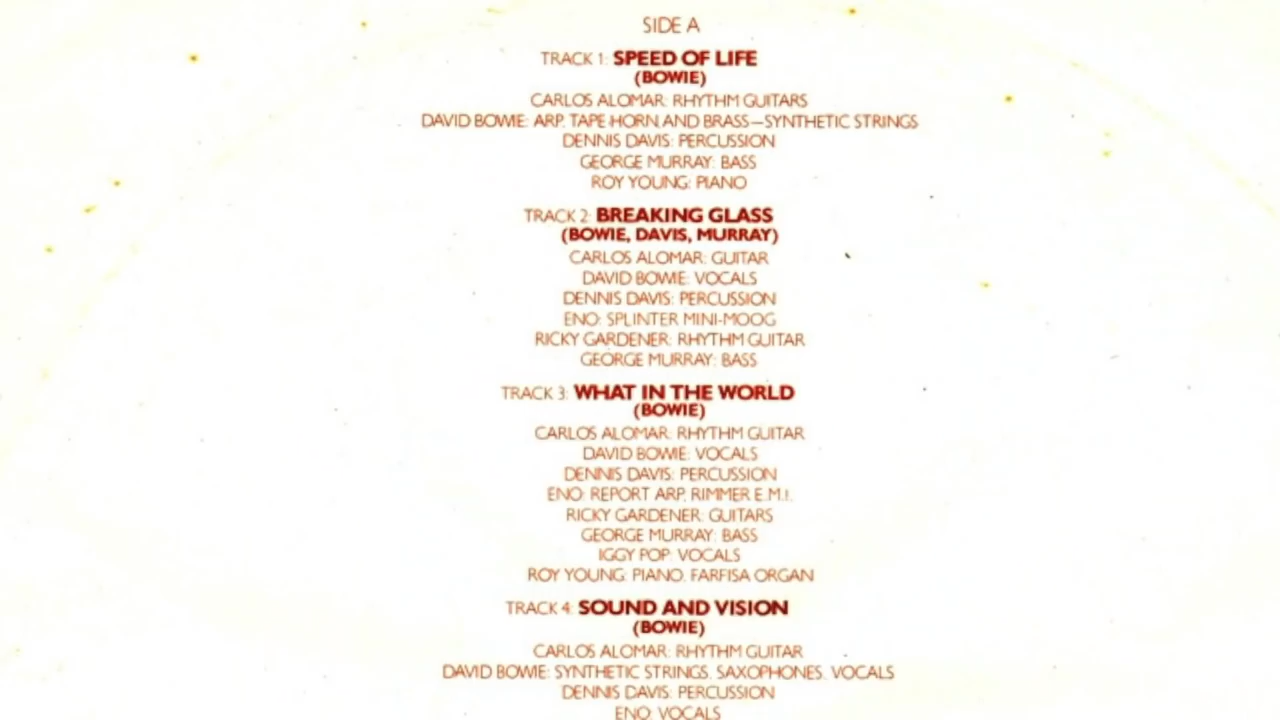 SIDE A
TRACK 1: SPEED OF LIFE
(BOWIE)
CARLOS ALOMAR: RHYTHM GUITARS
DAVID BOWIE: ARP, TAPE HORN AND BRASS—SYNTHETIC STRINGS
DENNIS DAVIS: PERCUSSION
GEORGE MURRAY: BASS
ROY YOUNG: PIANO
TRACK 2: BREAKING GLASS
(BOWIE, DAVIS, MURRAY)
CARLOS ALOMAR: GUITAR
DAVID BOWIE: VOCALS
DENNIS DAVIS: PERCUSSION
ENO: SPLINTER MINI-MOOG
RICKY GARDENER: RHYTHM GUITAR
GEORGE MURRAY: BASS
TRACK 3: WHAT IN THE WORLD
(BOWIE)
CARLOS ALOMAR: RHYTHM GUITAR
DAVID BOWIE: VOCALS
DENNIS DAVIS: PERCUSSION
ENO: REPORT ARP, RIMMER E.M.I.
RICKY GARDENER: GUITARS
GEORGE MURRAY: BASS
IGGY POP: VOCALS
ROY YOUNG: PIANO, FARFISA ORGAN
TRACK 4: SOUND AND VISION
(BOWIE)
CARLOS ALOMAR: RHYTHM GUITAR
DAVID BOWIE: SYNTHETIC STRINGS, SAXOPHONES, VOCALS
DENNIS DAVIS: PERCUSSION
ENO: VOCALS